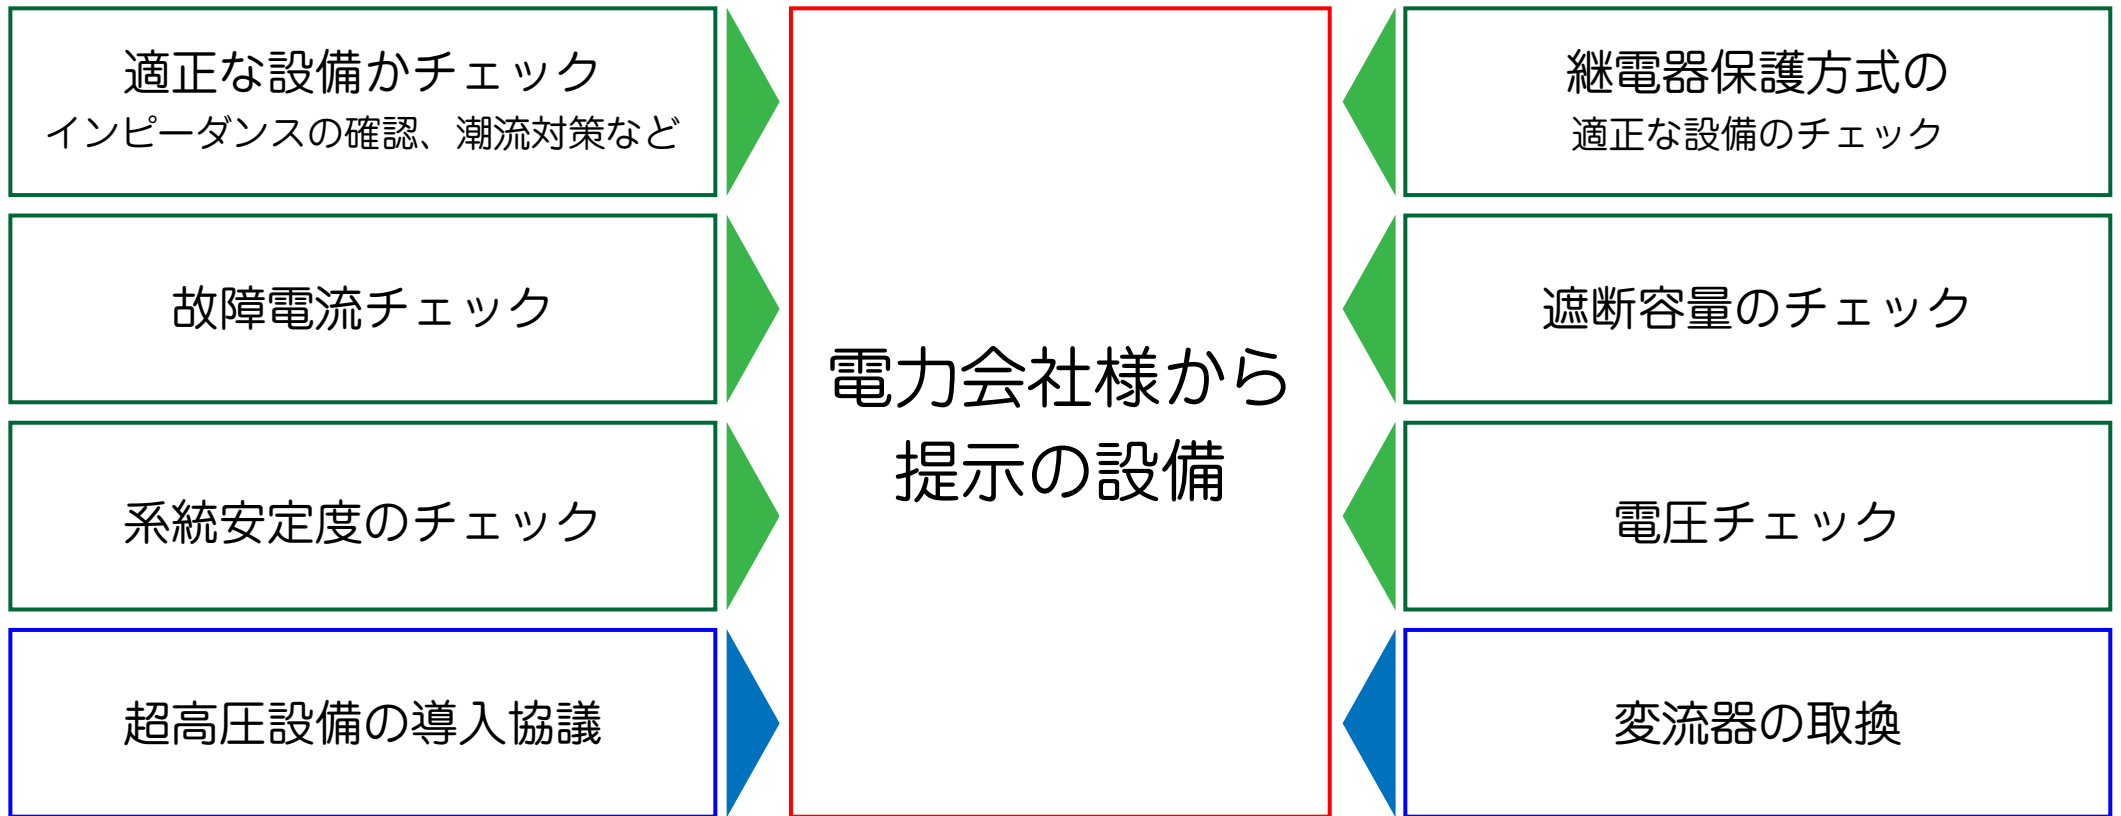 適正な設備かチェック
インピーダンスの確認、潮流対策など
故障電流チェック
系統安定度のチェック
超高圧設備の導入協議
電力会社様から
提示の設備
継電器保護方式の
適正な設備のチェック
遮断容量のチェック
電圧チェック
変流器の取換